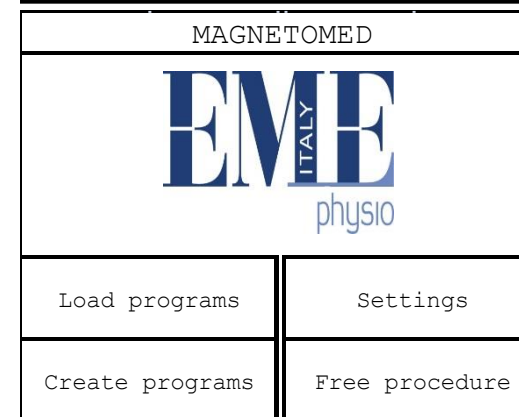 MAGNETOMED
EME
ITALY
physio
Load programs Settings
Create programs Free procedure